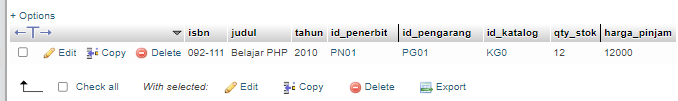 + Options
←T→ isbn judul tahun id_penerbit id_pengarang id_katalog qty_stok harga_pinjam
Edit Copy Delete 092-111 Belajar PHP 2010 PN01 PG01 KG0 12 12000
Check all With selected: Edit Copy Delete Export